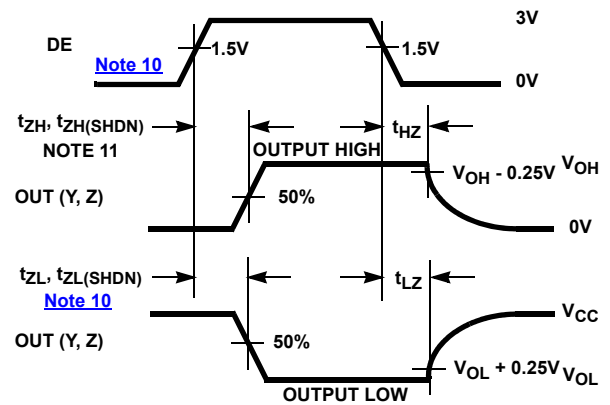 3V
DE
Note 10
1.5V
1.5V
0V
tZH, tZH(SHDN)
NOTE 11
tHZ
OUTPUT HIGH
VOH - 0.25V
VOH
OUT (Y, Z)
50%
0V
tZL, tZL(SHDN)
Note 10
tLZ
VCC
OUT (Y, Z)
50%
VOL + 0.25V
VOL
OUTPUT LOW